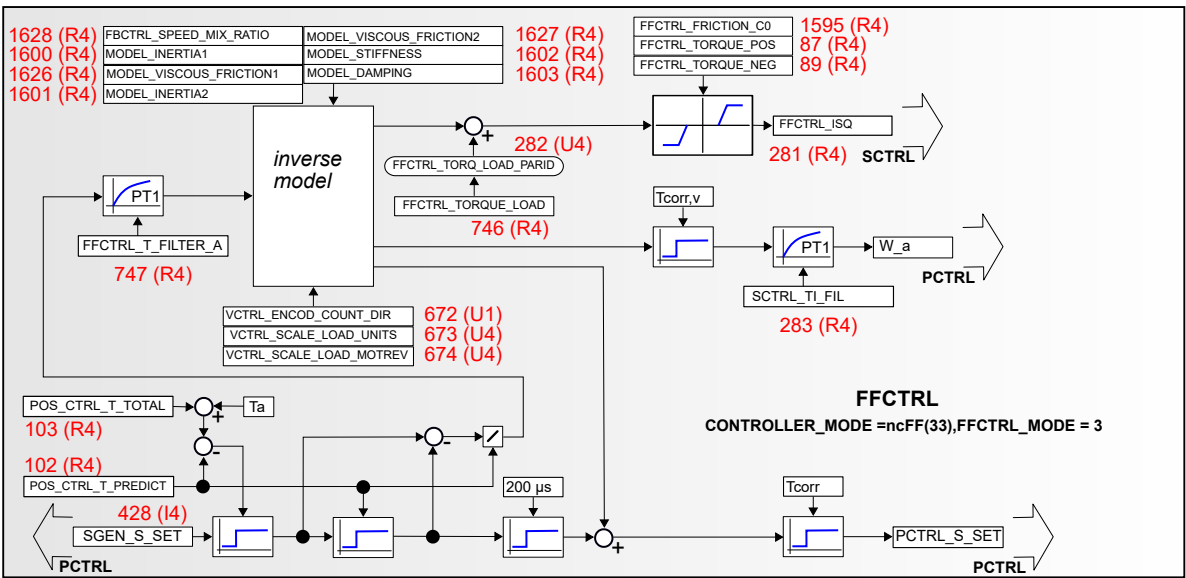 1628 (R4) FBCTRL_SPEED_MIX_RATIO MODEL_VISCOUS_FRICTION2 1627 (R4)
1600 (R4) MODEL_INERTIA1 MODEL_STIFFNESS 1602 (R4)
1626 (R4) MODEL_VISCOUS_FRICTION1 MODEL_DAMPING 1603 (R4)
1601 (R4) MODEL_INERTIA2
FFCTRL_FRICTION_C0 1595 (R4)
FFCTRL_TORQUE_POS 87 (R4)
FFCTRL_TORQUE_NEG 89 (R4)
inverse
model
+
282 (U4)
FFCTRL_TORQ_LOAD_PARID
FFCTRL_TORQUE_LOAD
746 (R4)
FFCTRL_ISQ
281 (R4) SCTRL
PT1
FFCTRL_T_FILTER_A
747 (R4)
Tcorr,v
PT1
W_a
PCTRL
SCTRL_TI_FIL
283 (R4)
VCTRL_ENCOD_COUNT_DIR 672 (U1)
VCTRL_SCALE_LOAD_UNITS 673 (U4)
VCTRL_SCALE_LOAD_MOTREV 674 (U4)
FFCTRL
CONTROLLER_MODE =ncFF(33),FFCTRL_MODE = 3
POS_CTRL_T_TOTAL + Ta
103 (R4)
-
-
102 (R4)
POS_CTRL_T_PREDICT
200 µs
Tcorr
428 (I4)
SGEN_S_SET
+
PCTRL_S_SET
PCTRL
PCTRL